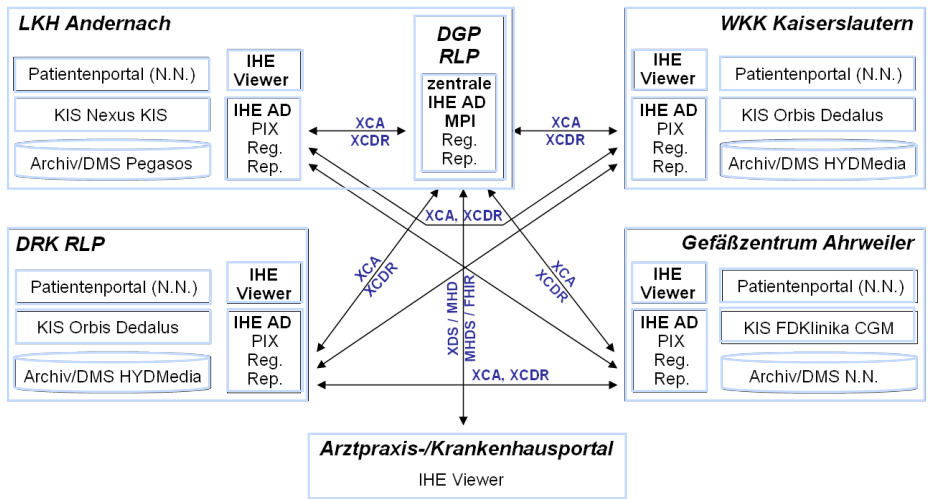 LKH Andernach
Patientenportal (N.N.)
KIS Nexus KIS
Archiv/DMS Pegasos
IHE
Viewer
IHE AD
PIX
Reg.
Rep.
DGP
RLP
zentrale
IHE AD
MPI
Reg.
Rep.
WKK Kaiserslautern
IHE
Viewer
IHE AD
PIX
Reg.
Rep.
Patientenportal (N.N.)
KIS Orbis Dedalus
Archiv/DMS HYDMedia
XCA
XCDR
XCA
XCDR
XCA, XCDR
XCA
XCDR
XDS / MHD
MHDS / FHIR
XCA
XCDR
XCA, XCDR
DRK RLP
Patientenportal (N.N.)
KIS Orbis Dedalus
Archiv/DMS HYDMedia
IHE
Viewer
IHE AD
PIX
Reg.
Rep.
Gefäßzentrum Ahrweiler
IHE
Viewer
IHE AD
PIX
Reg.
Rep.
Patientenportal (N.N.)
KIS FDKlinika CGM
Archiv/DMS N.N.
Arztpraxis-/Krankenhausportal
IHE Viewer